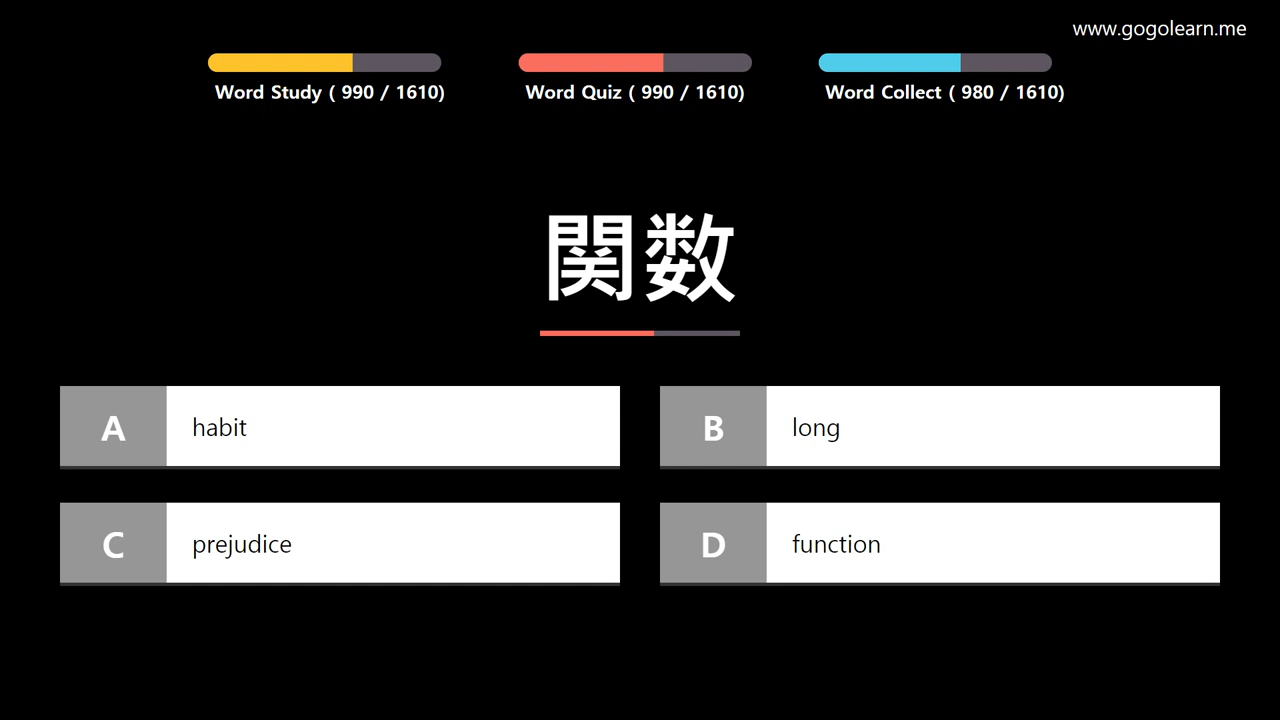 www.gogolearn.me
Word Study ( 990 / 1610)
Word Quiz ( 990 / 1610)
Word Collect ( 980 / 1610)
関数
A habit
B long
C prejudice
D function